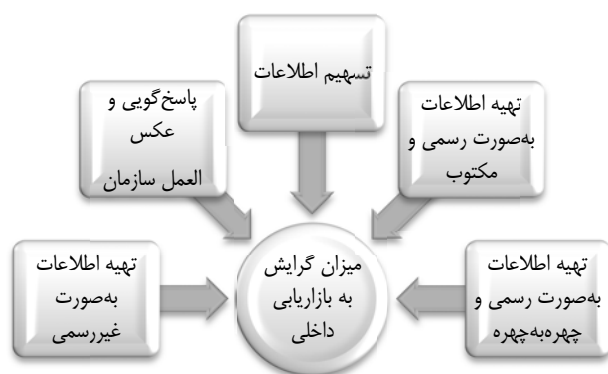 تسهیم اطلاعات
تهیه اطلاعات
به‌صورت رسمی و
مکتوب
پاسخ‌گویی و
عکس
العمل سازمان
تهیه اطلاعات
به‌صورت رسمی و
چهره‌به‌چهره
میزان گرایش
به بازاریابی
داخلی
تهیه اطلاعات
به‌صورت
غیررسمی